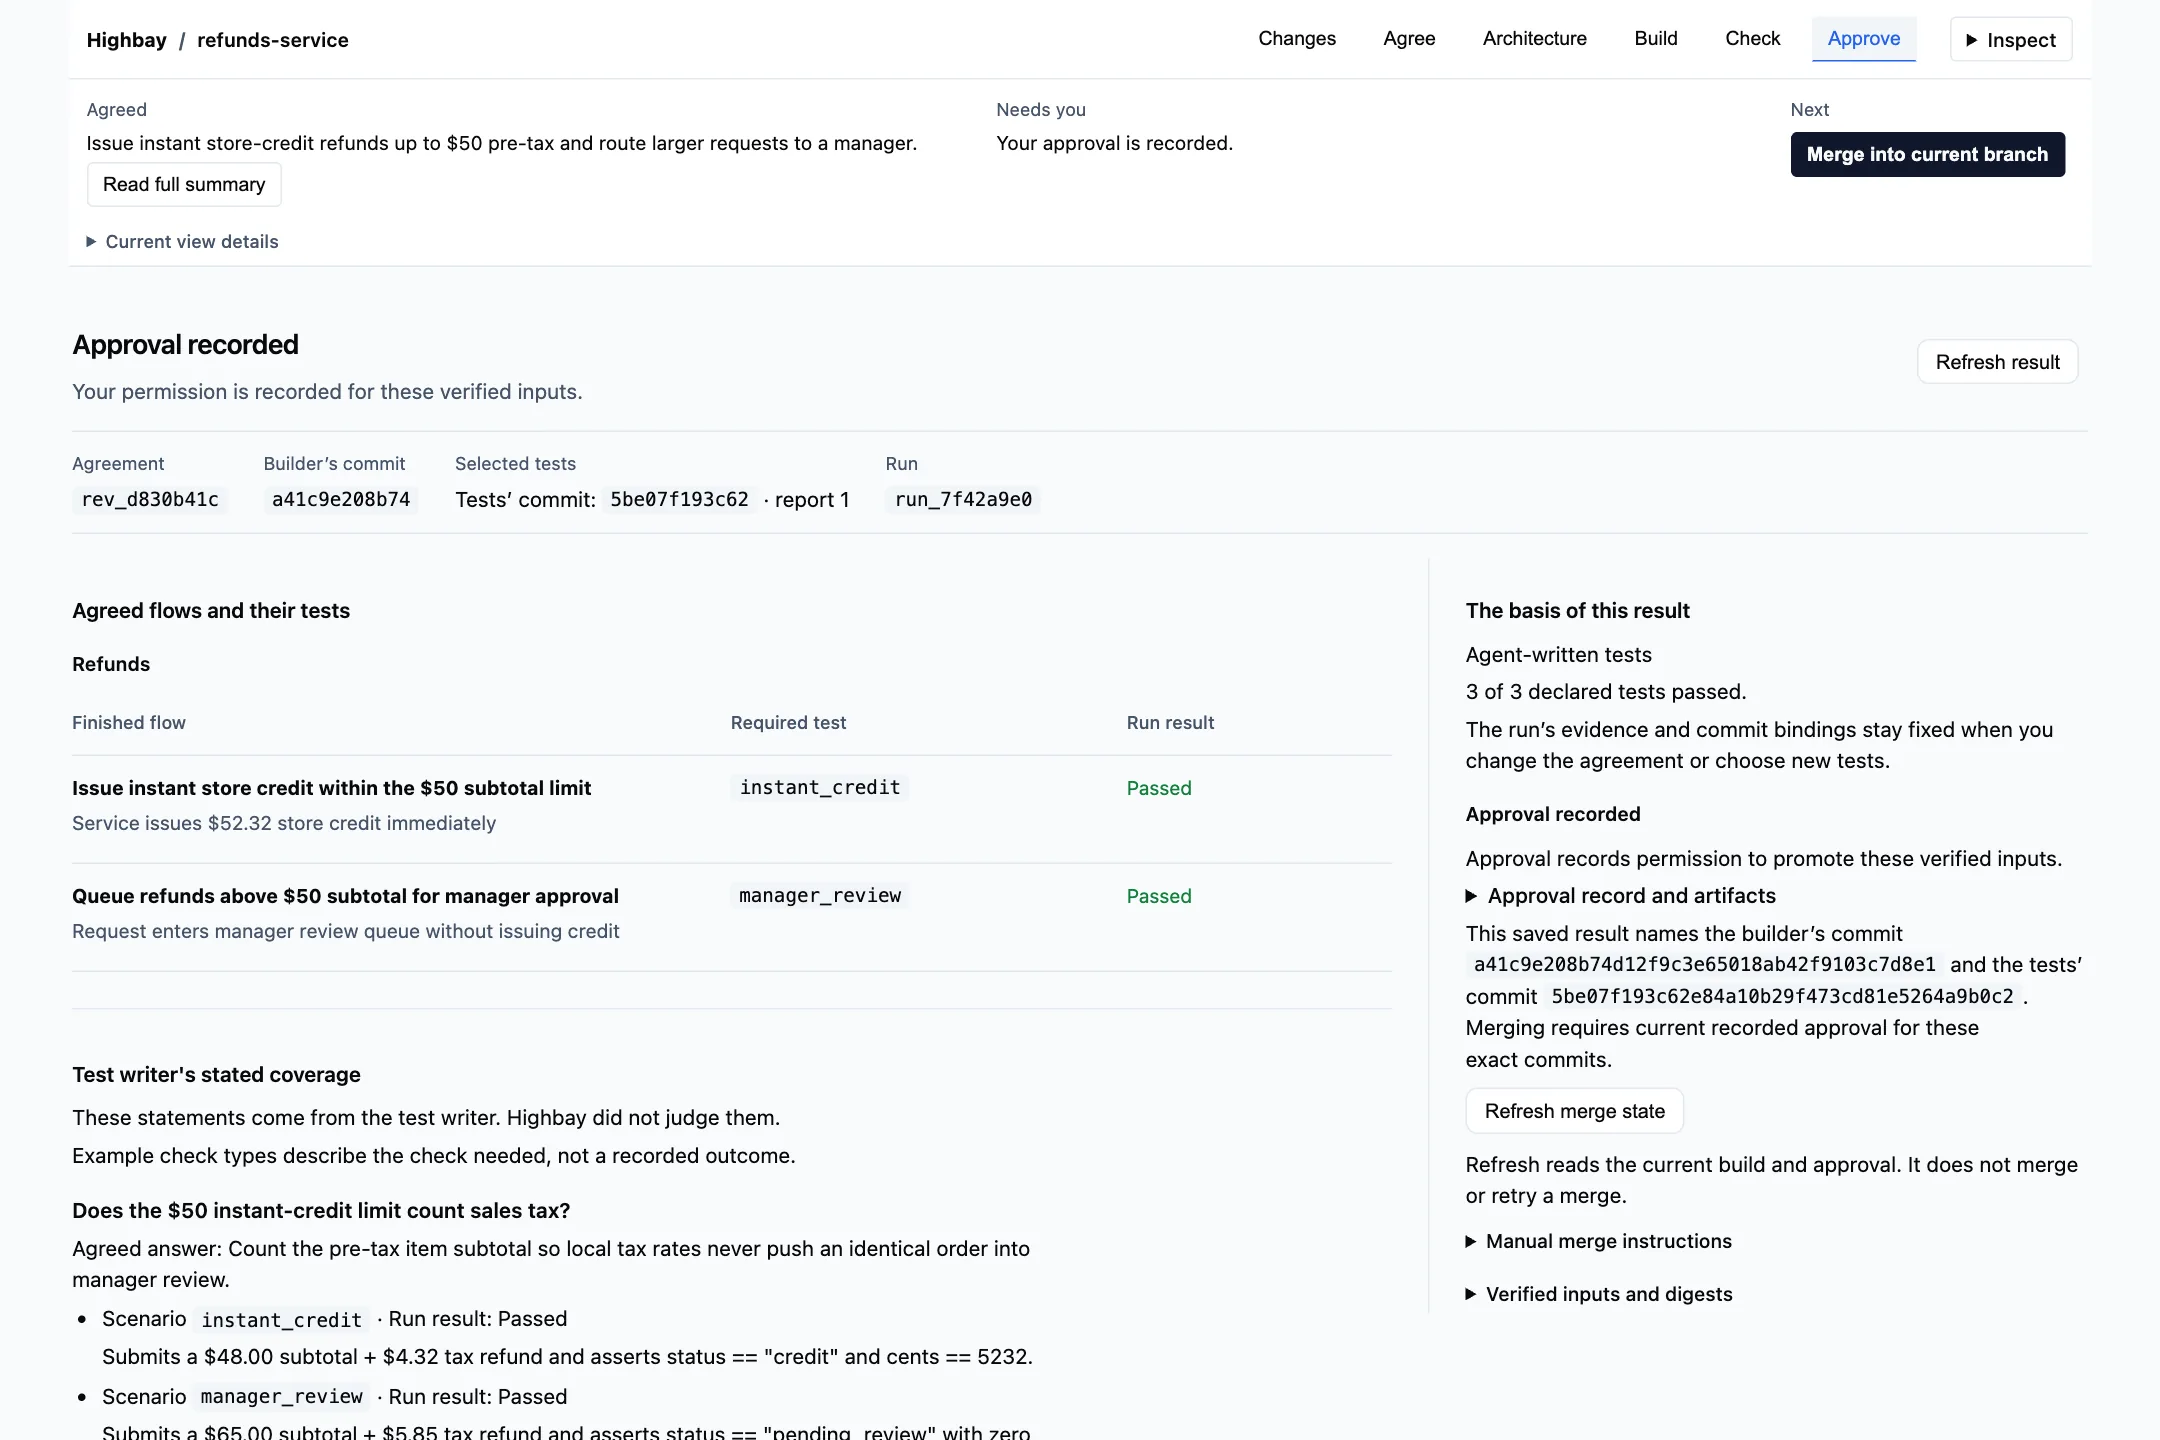 Highbay / refunds-service
Changes
Agree
Architecture
Build
Check
Approve
▶ Inspect
Agreed
Issue instant store-credit refunds up to $50 pre-tax and route larger requests to a manager.
Read full summary
▶ Current view details
Needs you
Your approval is recorded.
Next
Merge into current branch
Approval recorded
Your permission is recorded for these verified inputs.
Refresh result
Agreement
rev_d830b41c
Builder’s commit
a41c9e208b74
Selected tests
Tests’ commit: 5be07f193c62 · report 1
Run
run_7f42a9e0
Agreed flows and their tests
Refunds
Finished flow
Required test
Run result
Issue instant store credit within the $50 subtotal limit
Service issues $52.32 store credit immediately
instant_credit
Passed
Queue refunds above $50 subtotal for manager approval
Request enters manager review queue without issuing credit
manager_review
Passed
Test writer's stated coverage
These statements come from the test writer. Highbay did not judge them.
Example check types describe the check needed, not a recorded outcome.
Does the $50 instant-credit limit count sales tax?
Agreed answer: Count the pre-tax item subtotal so local tax rates never push an identical order into
manager review.
• Scenario instant_credit · Run result: Passed
Submits a $48.00 subtotal + $4.32 tax refund and asserts status == "credit" and cents == 5232.
• Scenario manager_review · Run result: Passed
Submits a $65.00 subtotal + $5.85 tax refund and asserts status == "pending_review" with zero
The basis of this result
Agent-written tests
3 of 3 declared tests passed.
The run’s evidence and commit bindings stay fixed when you
change the agreement or choose new tests.
Approval recorded
Approval records permission to promote these verified inputs.
▶ Approval record and artifacts
This saved result names the builder’s commit
a41c9e208b74d12f9c3e65018ab42f9103c7d8e1 and the tests’
commit 5be07f193c62e84a10b29f473cd81e5264a9b0c2 .
Merging requires current recorded approval for these
exact commits.
Refresh merge state
Refresh reads the current build and approval. It does not merge
or retry a merge.
▶ Manual merge instructions
▶ Verified inputs and digests